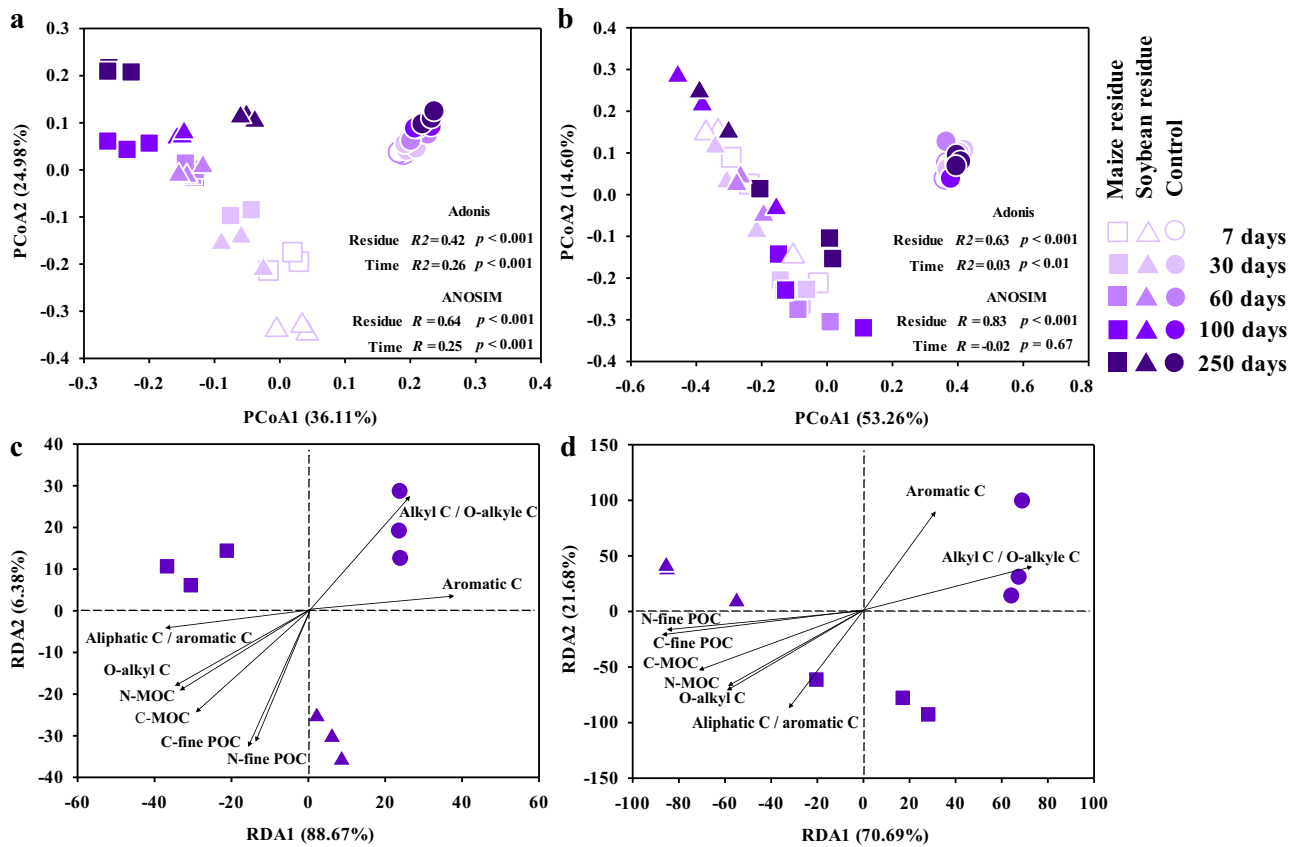 a
0.3
0.2
0.1
0.0
-0.1
-0.2
-0.3
-0.4
PCoA2 (24.98%)
-0.3 -0.2 -0.1 0.0 0.1 0.2 0.3 0.4
PCoA1 (36.11%)
Adonis
Residue R2 = 0.42 p < 0.001
Time R2 = 0.26 p < 0.001
ANOSIM
Residue R = 0.64 p < 0.001
Time R = 0.25 p < 0.001
b
0.4
0.3
0.2
0.1
0.0
-0.1
-0.2
-0.3
-0.4
PCoA2 (14.60%)
-0.6 -0.4 -0.2 0.0 0.2 0.4 0.6 0.8
PCoA1 (53.26%)
Adonis
Residue R2 = 0.63 p < 0.001
Time R2 = 0.03 p < 0.01
ANOSIM
Residue R = 0.83 p < 0.001
Time R = -0.02 p = 0.67
Maize residue
Soybean residue
Control
7 days
30 days
60 days
100 days
250 days
c
40
30
20
10
0
-10
-20
-30
-40
RDA2 (6.38%)
-60 -40 -20 0 20 40 60
RDA1 (88.67%)
Alkyl C / O-alkyle C
Aromatic C
Aliphatic C / aromatic C
O-alkyl C
N-MOC
C-MOC
C-fine POC
N-fine POC
d
150
100
50
0
-50
-100
-150
RDA2 (21.68%)
-100 -80 -60 -40 -20 0 20 40 60 80 100
RDA1 (70.69%)
Aromatic C
Alkyl C / O-alkyle C
N-fine POC
C-fine POC
C-MOC
N-MOC
O-alkyl C
Aliphatic C / aromatic C